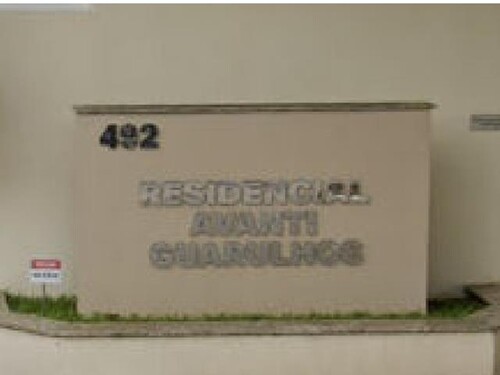 492
RESIDENCIAL
AVANTI
GUARULHOS